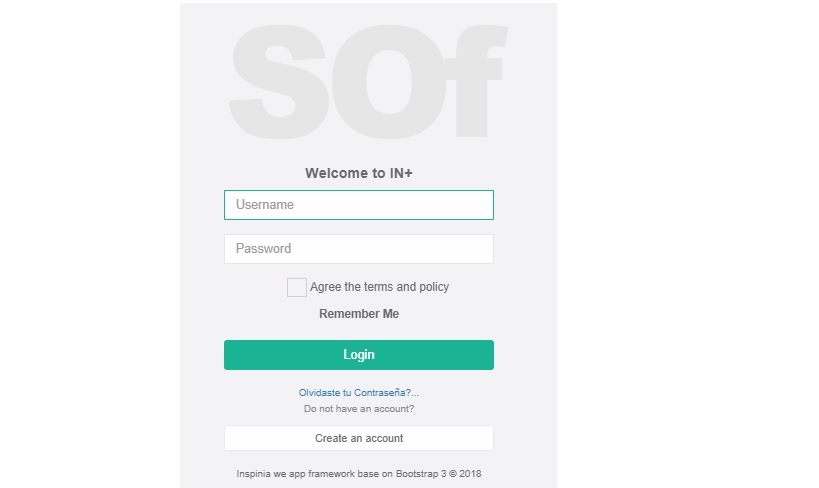 SOf
Welcome to IN+
Username
Password
Agree the terms and policy
Remember Me
Login
Olvidaste tu Contraseña?...
Do not have an account?
Create an account
Inspinia we app framework base on Bootstrap 3 © 2018